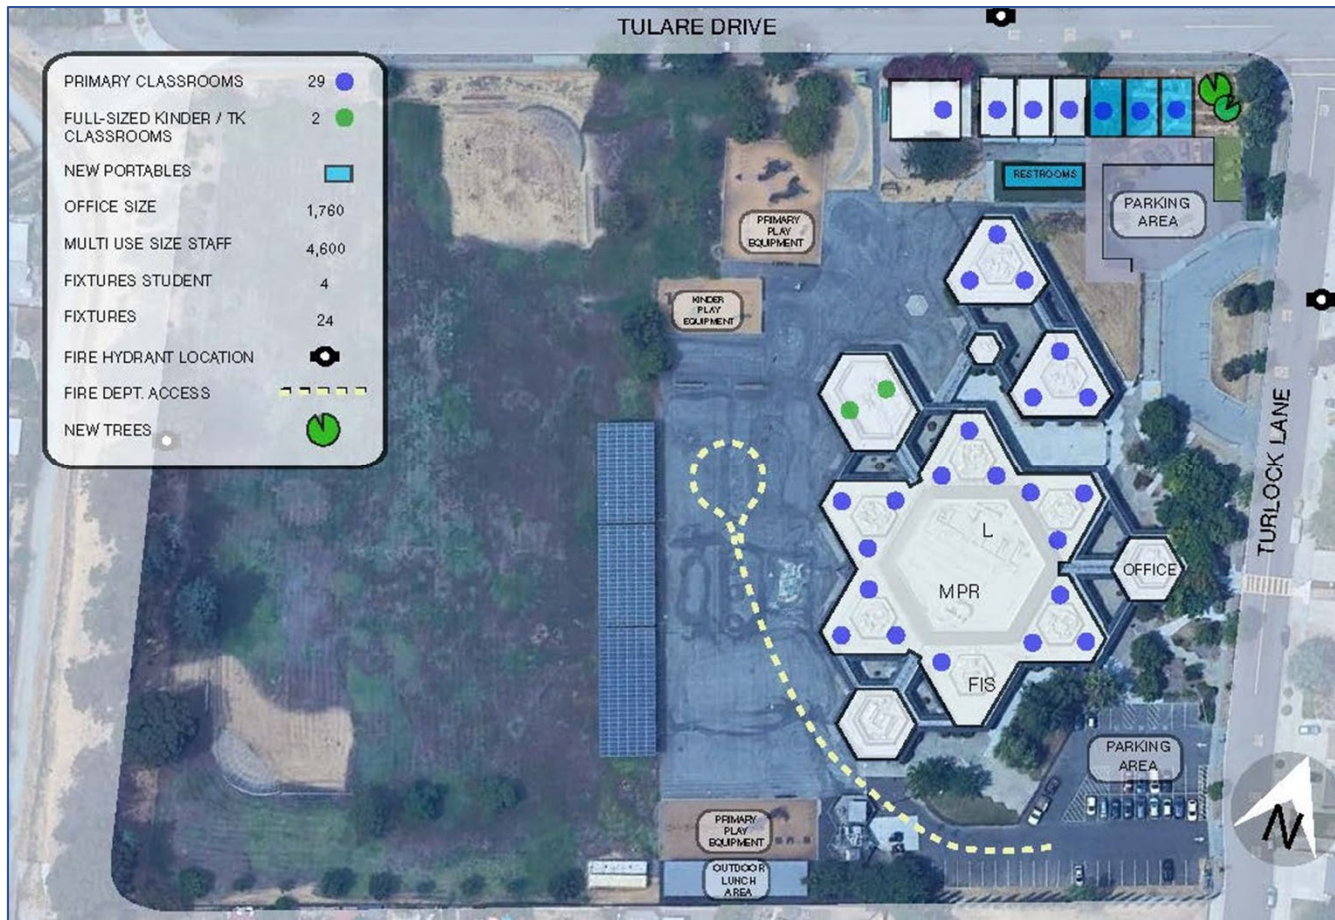 TULARE DRIVE
PRIMARY CLASSROOMS 29
FULL-SIZED KINDER / TK 2
CLASSROOMS
NEW PORTABLES
OFFICE SIZE 1,760
MULTI USE SIZE STAFF 4,600
FIXTURES STUDENT 4
FIXTURES 24
FIRE HYDRANT LOCATION
FIRE DEPT. ACCESS
NEW TREES
RESTROOMS
PARKING
AREA
PRIMARY
PLAY
EQUIPMENT
KINDER
PLAY
EQUIPMENT
TURLOCK LANE
L
OFFICE
MPR
FIS
PARKING
AREA
PRIMARY
PLAY
EQUIPMENT
OUTDOOR
LUNCH
AREA
N